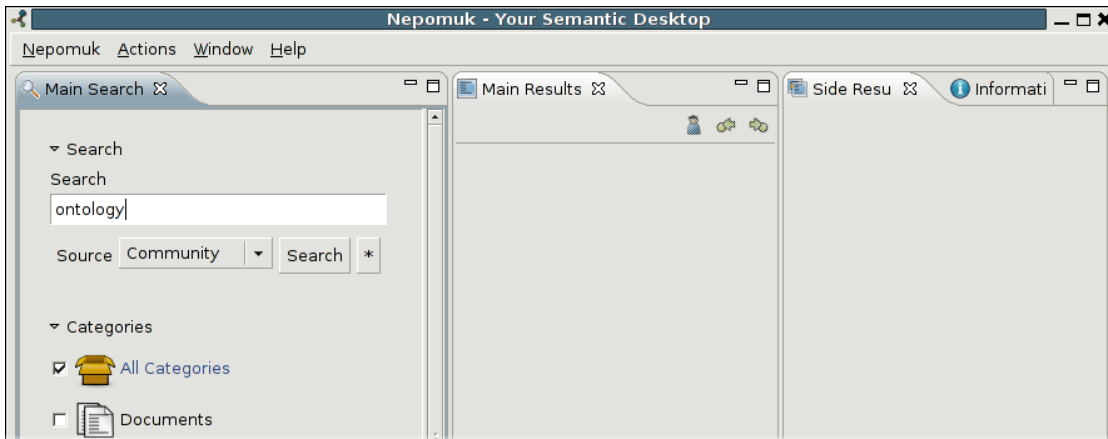 Nepomuk - Your Semantic Desktop
Nepomuk Actions Window Help
Main Search
Main Results
Side Resu
Informati
Search
Search
ontology
Source Community Search *
Categories
All Categories
Documents